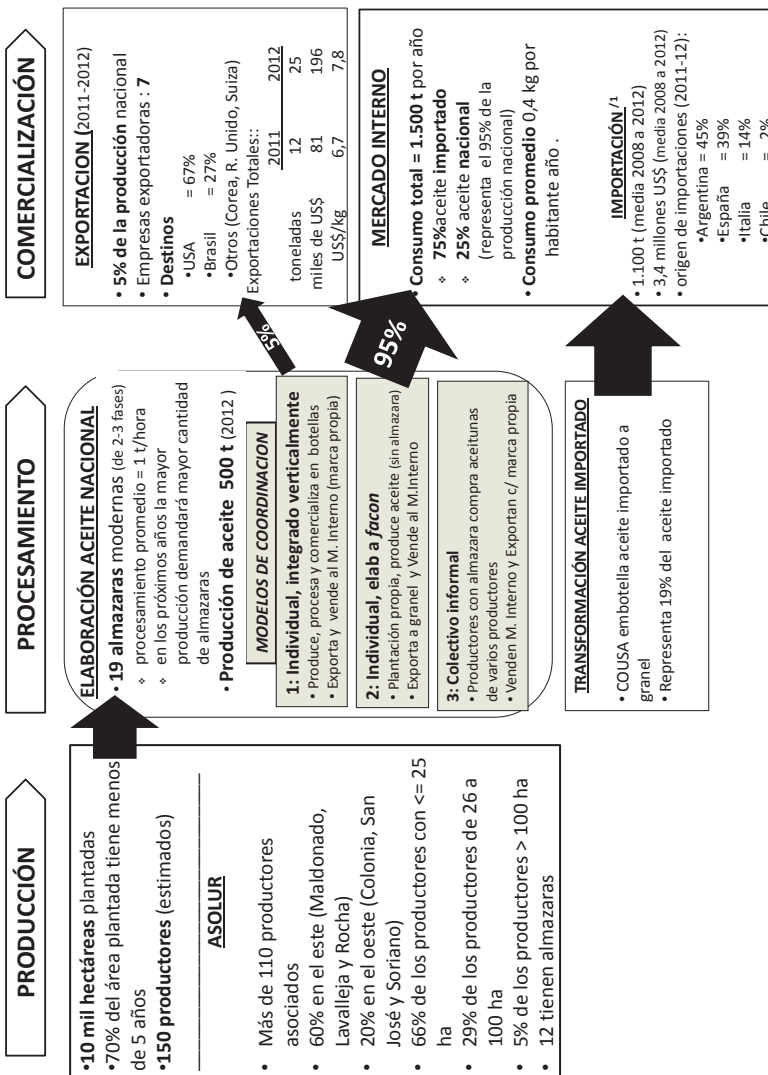 PRODUCCIÓN
•10 mil hectáreas plantadas
•70% del área plantada tiene menos
de 5 años
•150 productores (estimados)
ASOLUR
• Más de 110 productores
asociados
• 60% en el este (Maldonado,
Lavalleja y Rocha)
• 20% en el oeste (Colonia, San
José y Soriano)
• 66% de los productores con <= 25
ha
• 29% de los productores de 26 a
100 ha
• 5% de los productores > 100 ha
• 12 tienen almazaras
PROCESAMIENTO
ELABORACIÓN ACEITE NACIONAL
• 19 almazaras modernas (de 2-3 fases)
❖ procesamiento promedio = 1 t/hora
❖ en los próximos años la mayor
producción demandará mayor cantidad
de almazaras
• Producción de aceite 500 t (2012 )
MODELOS DE COORDINACION
1: Individual, integrado verticalmente
• Produce, procesa y comercializa en botellas
• Exporta y vende al M. Interno (marca propia)
2: Individual, elab a facon
• Plantación propia, produce aceite (sin almazara)
• Exporta a granel y Vende al M.Interno
3: Colectivo informal
• Productores con almazara compra aceitunas
de varios productores
• Venden M. Interno y Exportan c/ marca propia
TRANSFORMACIÓN ACEITE IMPORTADO
• COUSA embotella aceite importado a
granel
• Representa 19% del aceite importado
5%
95%
COMERCIALIZACIÓN
EXPORTACION (2011-2012)
• 5% de la producción nacional
• Empresas exportadoras : 7
• Destinos
•USA = 67%
•Brasil = 27%
•Otros (Corea, R. Unido, Suiza)
Exportaciones Totales::
2011 2012
toneladas 12 25
miles de US$ 81 196
US$/kg 6,7 7,8
MERCADO INTERNO
• Consumo total = 1.500 t por año
❖ 75%aceite importado
❖ 25% aceite nacional
(representa el 95% de la
producción nacional)
• Consumo promedio 0,4 kg por
habitante año .
IMPORTACIÓN/1
• 1.100 t (media 2008 a 2012)
• 3,4 millones US$ (media 2008 a 2012)
• origen de importaciones (2011-12):
•Argentina = 45%
•España = 39%
•Italia = 14%
•Chile = 2%